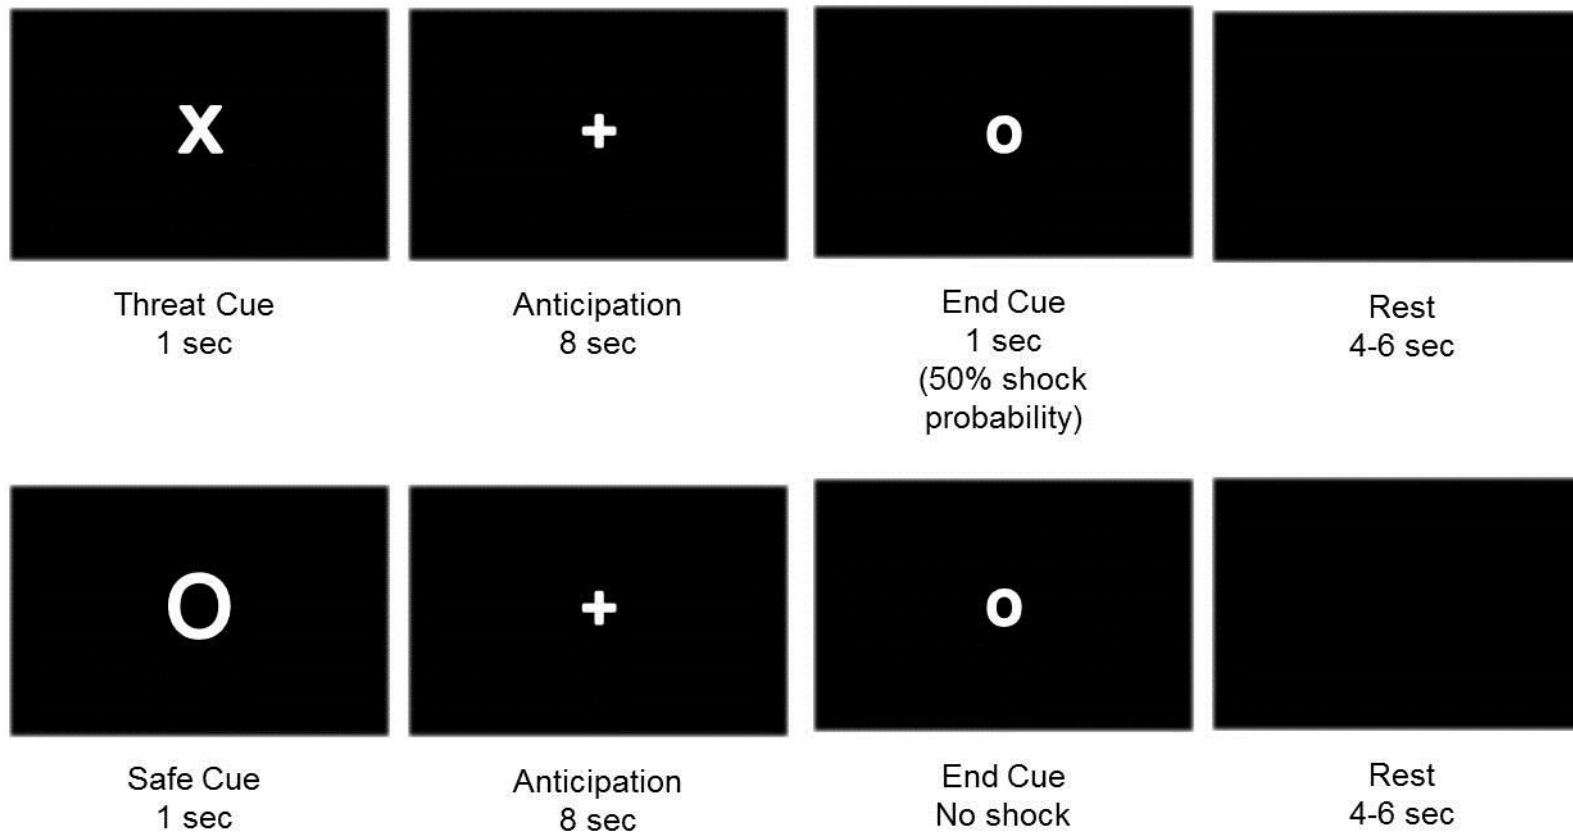 X
+
o
Threat Cue
1 sec
Anticipation
8 sec
End Cue
1 sec
(50% shock
probability)
Rest
4-6 sec
O
+
o
Safe Cue
1 sec
Anticipation
8 sec
End Cue
No shock
Rest
4-6 sec